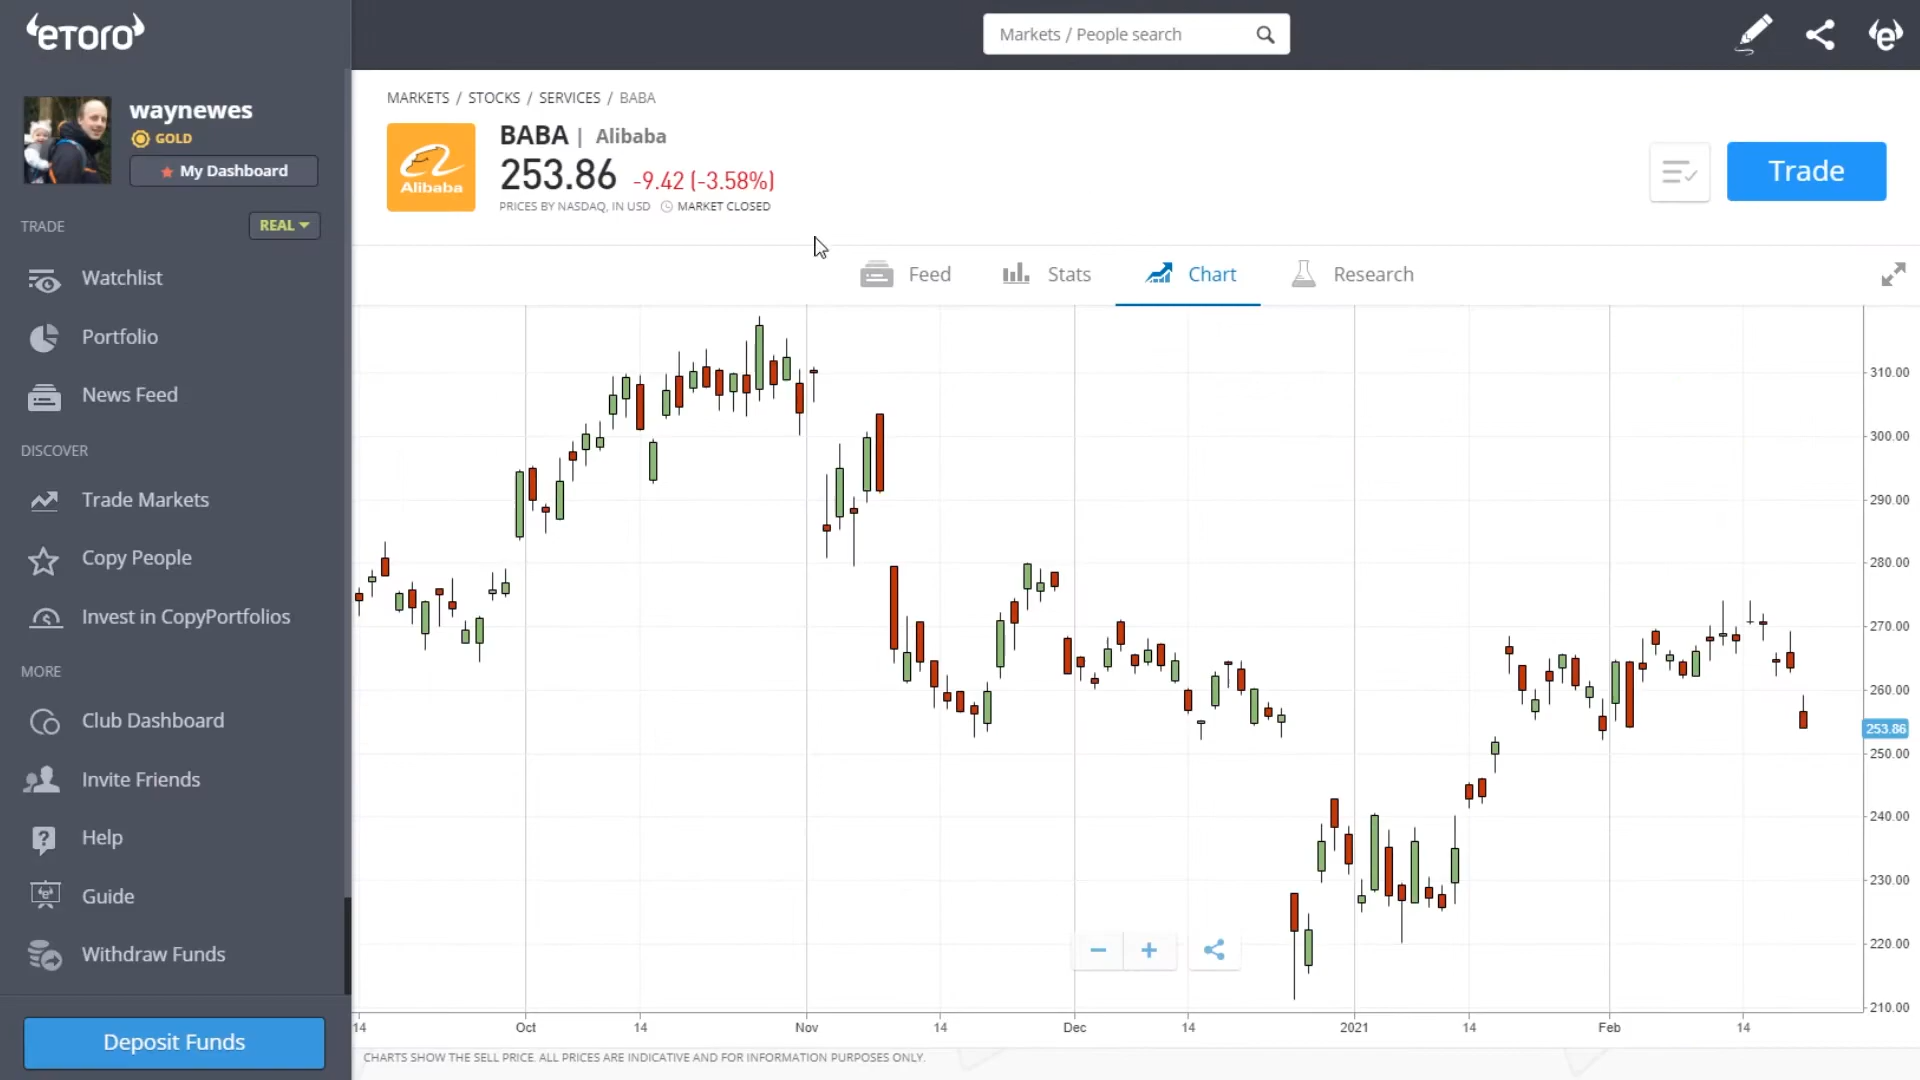 eTORO
Markets / People search
waynewes
GOLD
My Dashboard
TRADE
REAL
Watchlist
Portfolio
News Feed
DISCOVER
Trade Markets
Copy People
Invest in CopyPortfolios
MORE
Club Dashboard
Invite Friends
Help
Guide
Withdraw Funds
Deposit Funds
MARKETS / STOCKS / SERVICES / BABA
Alibaba
BABA | Alibaba
253.86 -9.42 (-3.58%)
PRICES BY NASDAQ, IN USD MARKET CLOSED
Trade
Feed Stats Chart Research
310.00
300.00
290.00
280.00
270.00
260.00
253.86
250.00
240.00
230.00
220.00
210.00
14 Oct 14 Nov 14 Dec 14 2021 14 Feb 14
CHARTS SHOW THE SELL PRICE. ALL PRICES ARE INDICATIVE AND FOR INFORMATION PURPOSES ONLY.